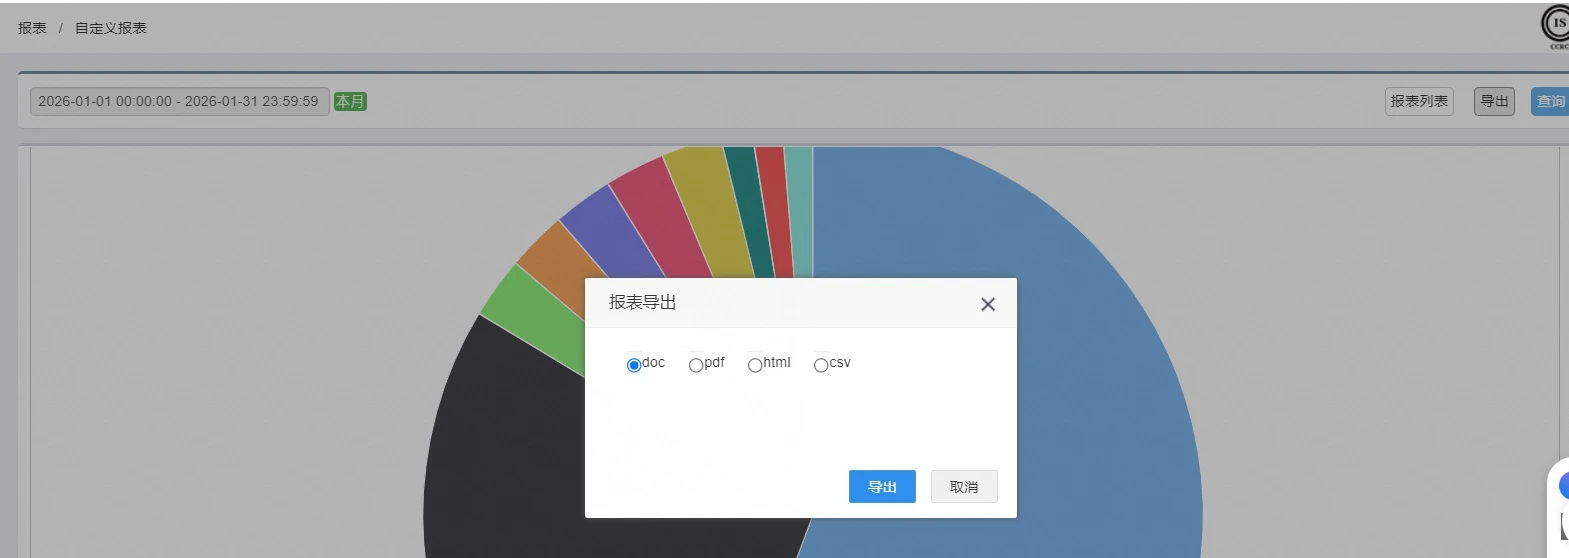 报表 / 自定义报表
IS
CCRC
2026-01-01 00:00:00 - 2026-01-31 23:59:59 本月
报表列表 导出 查询
报表导出
doc pdf html csv
导出 取消